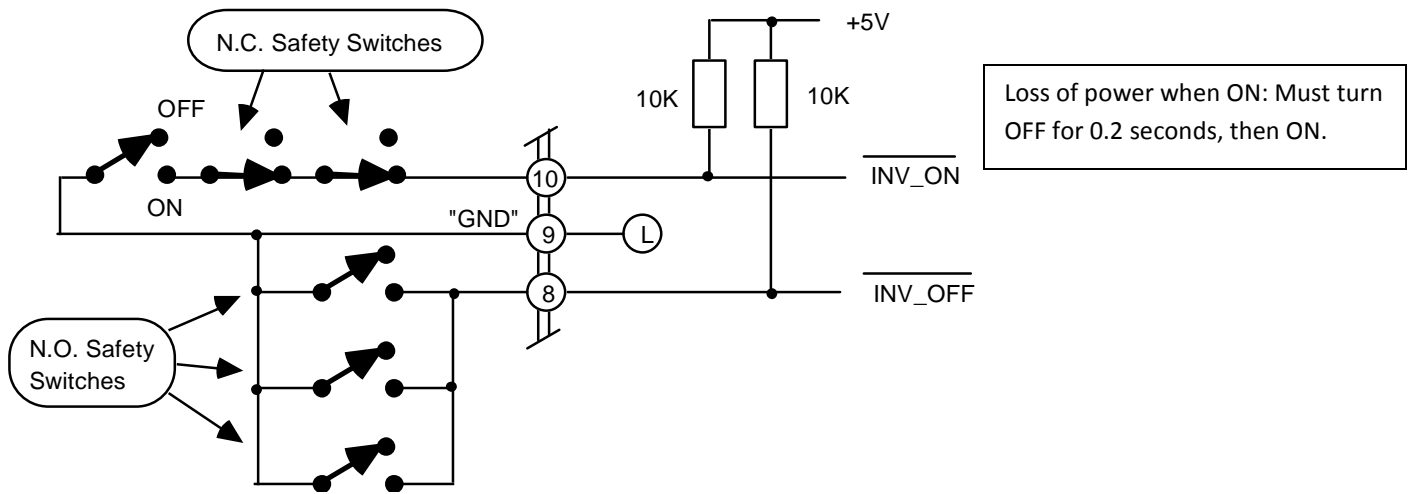 N.C. Safety Switches
+5V
10K
10K
Loss of power when ON: Must turn
OFF for 0.2 seconds, then ON.
OFF
ON
10
INV_ON
"GND"
9
L
8
INV_OFF
N.O. Safety
Switches